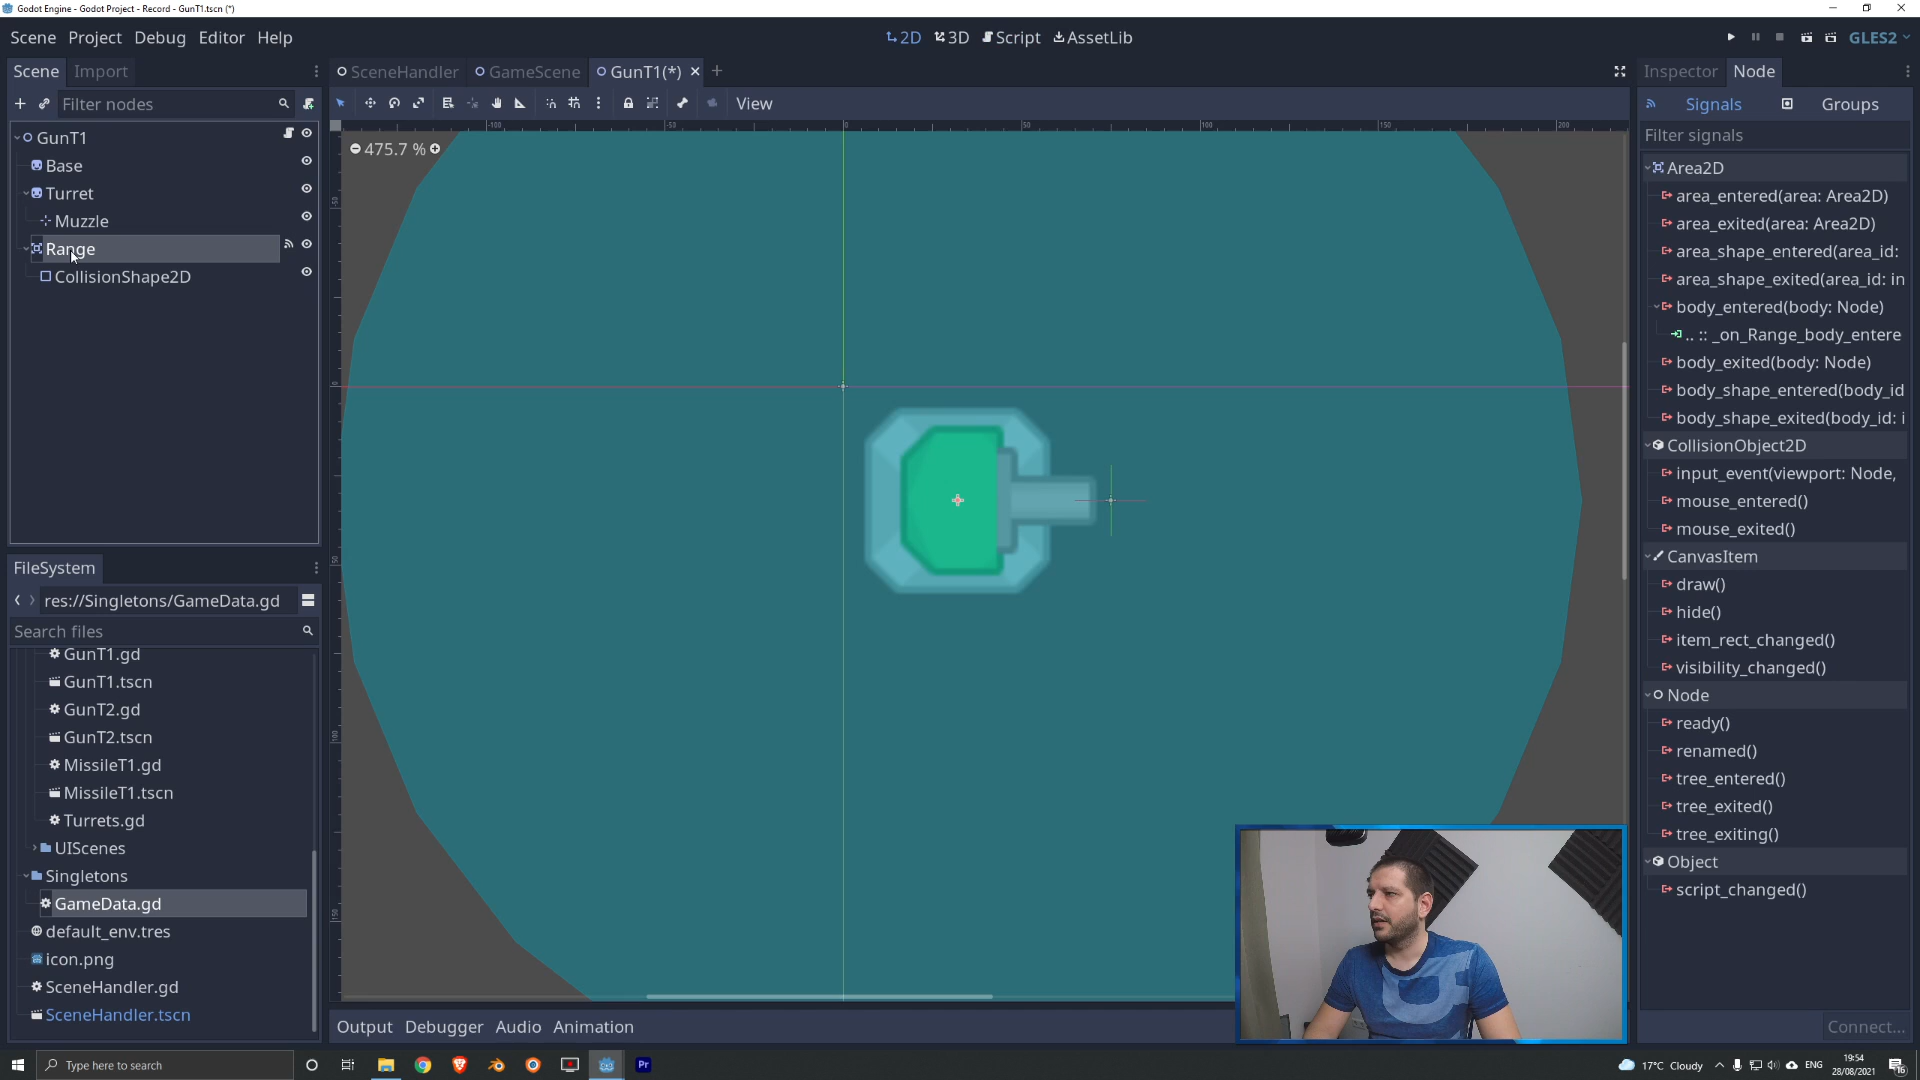 Godot Engine - Godot Project - Record - GunT1.tscn (*)
Scene Project Debug Editor Help
2D 3D Script AssetLib
GLES2
Scene Import
SceneHandler GameScene GunT1(*)
Inspector Node
Filter nodes
View
Signals Groups
Filter signals
475.7 %
GunT1
Base
Turret
Muzzle
Range
CollisionShape2D
Area2D
area_entered(area: Area2D)
area_exited(area: Area2D)
area_shape_entered(area_id:
area_shape_exited(area_id: in
body_entered(body: Node)
.. :: _on_Range_body_entere
body_exited(body: Node)
body_shape_entered(body_id
body_shape_exited(body_id: i
CollisionObject2D
input_event(viewport: Node,
mouse_entered()
mouse_exited()
CanvasItem
draw()
hide()
item_rect_changed()
visibility_changed()
Node
ready()
renamed()
tree_entered()
tree_exited()
tree_exiting()
Object
script_changed()
Connect...
FileSystem
res://Singletons/GameData.gd
Search files
GunT1.gd
GunT1.tscn
GunT2.gd
GunT2.tscn
MissileT1.gd
MissileT1.tscn
Turrets.gd
UIScenes
Singletons
GameData.gd
default_env.tres
icon.png
SceneHandler.gd
SceneHandler.tscn
Output Debugger Audio Animation
Type here to search
Pr
17°C Cloudy
ENG
19:54
28/08/2021